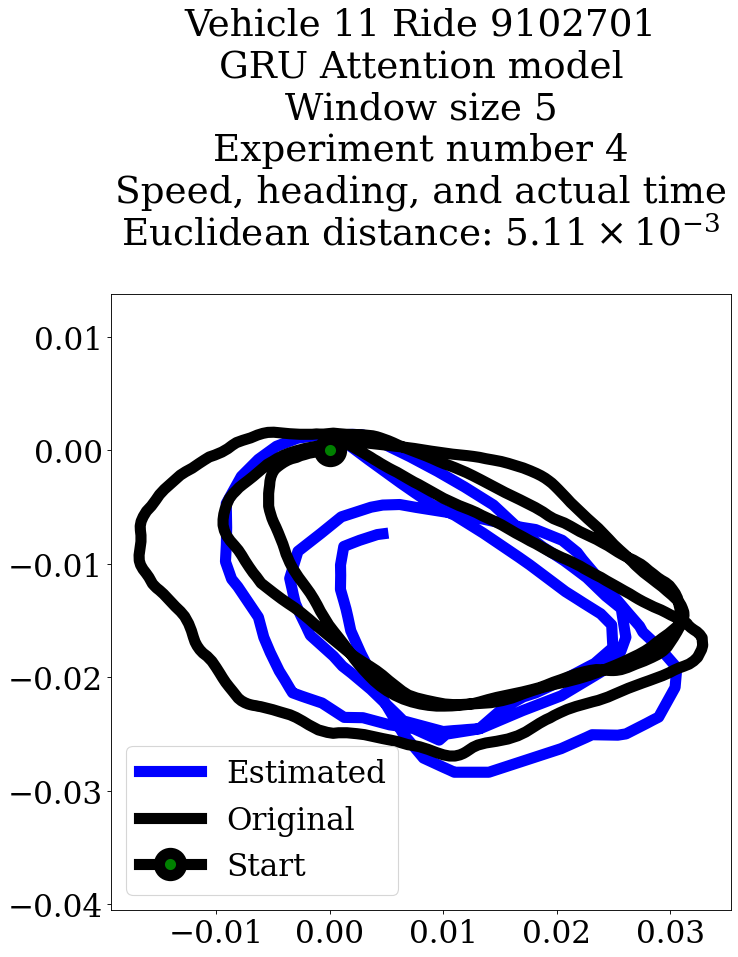 Vehicle 11 Ride 9102701
GRU Attention model
Window size 5
Experiment number 4
Speed, heading, and actual time
Euclidean distance: 5.11 × 10⁻³
0.01
0.00
−0.01
−0.02
−0.03
−0.04
Estimated
Original
Start
−0.01 0.00 0.01 0.02 0.03